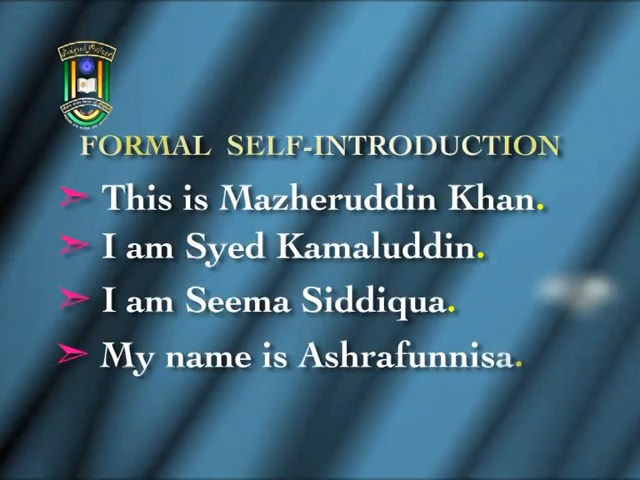 FORMAL SELF-INTRODUCTION
This is Mazheruddin Khan.
I am Syed Kamaluddin.
I am Seema Siddiqua.
My name is Ashrafunnisa.